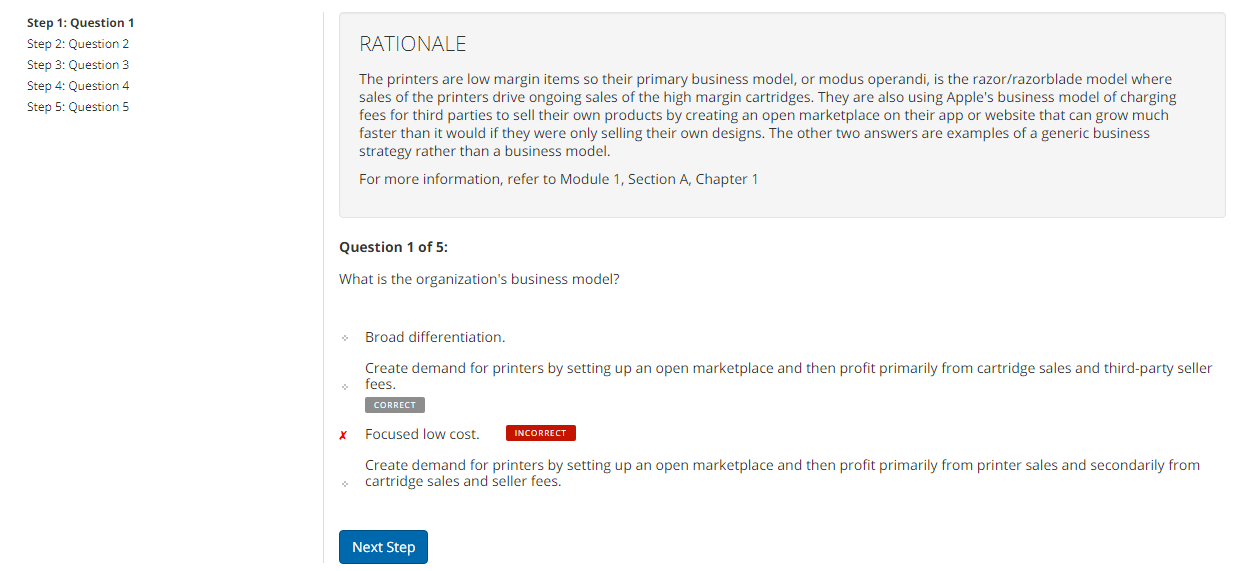 Step 1: Question 1
Step 2: Question 2
Step 3: Question 3
Step 4: Question 4
Step 5: Question 5
RATIONALE
The printers are low margin items so their primary business model, or modus operandi, is the razor/razorblade model where
sales of the printers drive ongoing sales of the high margin cartridges. They are also using Apple's business model of charging
fees for third parties to sell their own products by creating an open marketplace on their app or website that can grow much
faster than it would if they were only selling their own designs. The other two answers are examples of a generic business
strategy rather than a business model.
For more information, refer to Module 1, Section A, Chapter 1
Question 1 of 5:
What is the organization's business model?
Broad differentiation.
Create demand for printers by setting up an open marketplace and then profit primarily from cartridge sales and third-party seller
fees.
CORRECT
✗ Focused low cost. INCORRECT
Create demand for printers by setting up an open marketplace and then profit primarily from printer sales and secondarily from
cartridge sales and seller fees.
Next Step